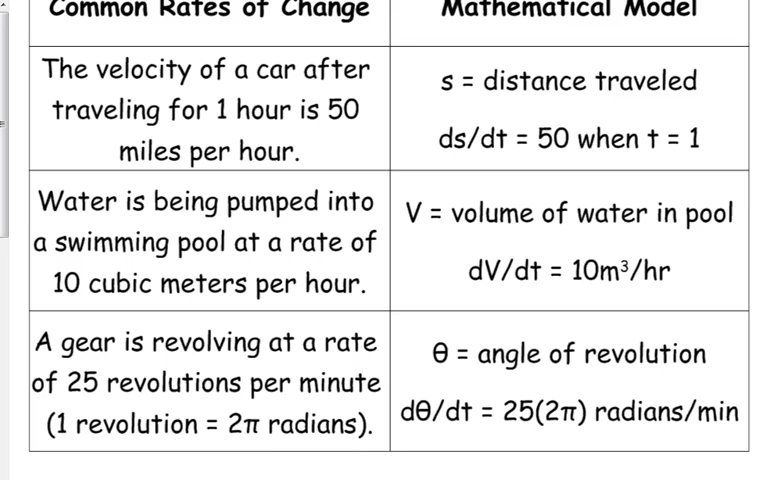 Common Rates of Change
Mathematical Model
The velocity of a car after
traveling for 1 hour is 50
miles per hour.
s = distance traveled
ds/dt = 50 when t = 1
Water is being pumped into
a swimming pool at a rate of
10 cubic meters per hour.
V = volume of water in pool
dV/dt = 10m³/hr
A gear is revolving at a rate
of 25 revolutions per minute
(1 revolution = 2π radians).
θ = angle of revolution
dθ/dt = 25(2π) radians/min